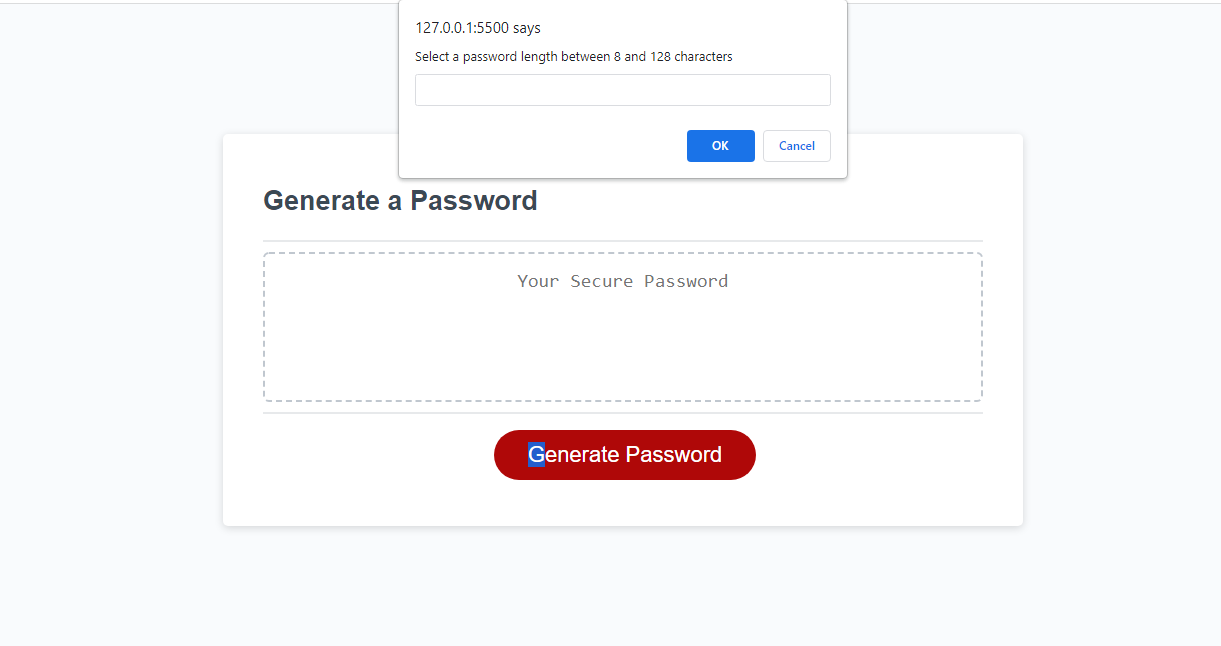 127.0.0.1:5500 says
Select a password length between 8 and 128 characters
OK
Cancel
Generate a Password
Your Secure Password
Generate Password